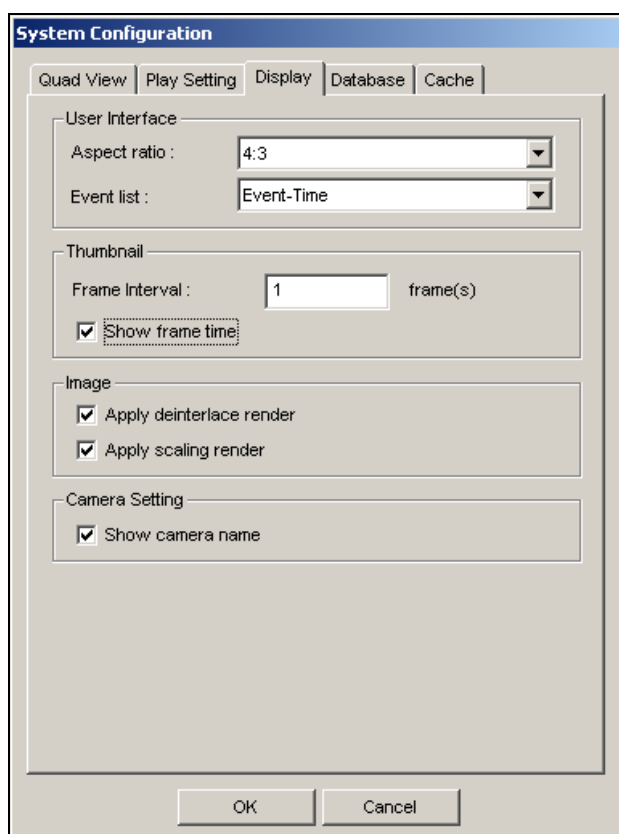 System Configuration
Quad View Play Setting Display Database Cache
User Interface
Aspect ratio : 4:3
Event list : Event-Time
Thumbnail
Frame Interval : 1 frame(s)
Show frame time
Image
Apply deinterlace render
Apply scaling render
Camera Setting
Show camera name
OK Cancel